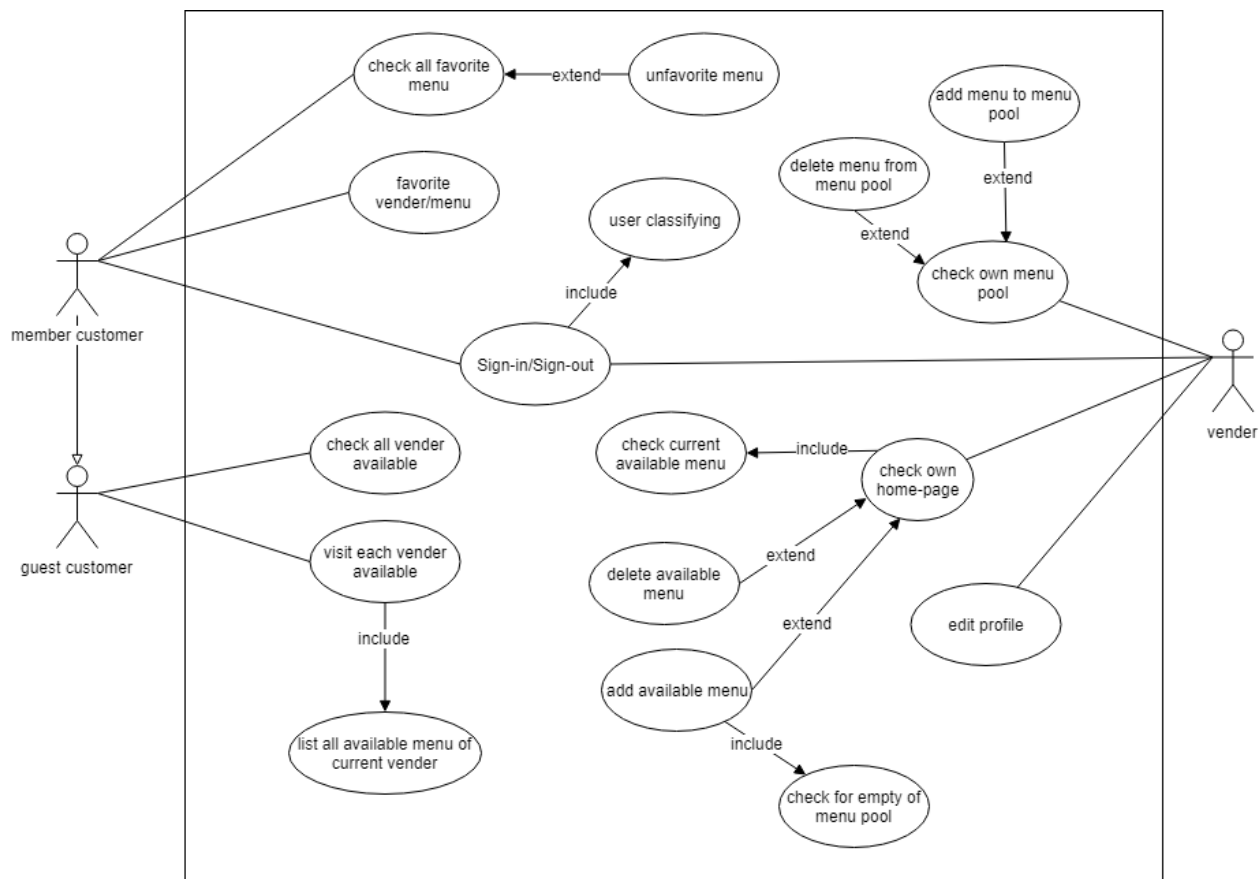 check all favorite
menu
extend
unfavorite menu
add menu to menu
pool
delete menu from
menu pool
extend
extend
favorite
vender/menu
user classifying
check own menu
pool
include
member customer
Sign-in/Sign-out
vender
check all vender
available
check current
available menu
include
check own
home-page
visit each vender
available
guest customer
extend
delete available
menu
extend
edit profile
include
add available menu
list all available menu of
current vender
include
check for empty of
menu pool